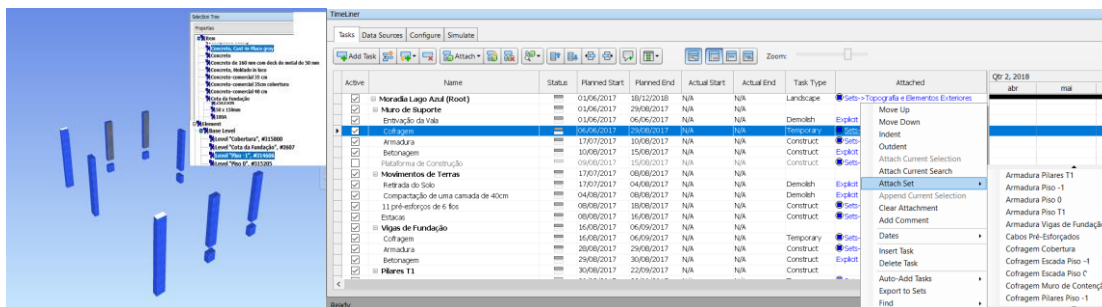 Selection Tree
Properties
Item
Concreto, Cast in Place gray
Concreto
Concreto de 160 mm com deck de metal de 50 mm
Concreto, Moldado in loco
Concreto-comercial 35 cm
Concreto-comercial 35cm cobertura
Concreto-comercial 40 cm
Cota da Fundação
50 x 150mm
180A
Element
Base Level
Level "Cobertura", #315800
Level "Cota da Fundação", #2607
Level "Piso -1", #314606
Level "Piso 0", #315205
TimeLiner
Tasks Data Sources Configure Simulate
Add Task Attach Zoom:
Active Name Status Planned Start Planned End Actual Start Actual End Task Type Attached Qtr 2, 2018
abr mai
Moradia Lago Azul (Root) 01/06/2017 18/12/2018 N/A N/A Landscape Sets->Topografia e Elementos Exteriores
Muro de Suporte 01/06/2017 29/08/2017 N/A N/A
Entivação da Vala 01/06/2017 06/06/2017 N/A N/A Demolish Explicit
Cofragem 06/06/2017 29/08/2017 N/A N/A Temporary Sets-
Armadura 17/07/2017 10/08/2017 N/A N/A Construct Sets-
Betonagem 10/08/2017 15/08/2017 N/A N/A Construct Explicit
Plataforma de Construção 09/08/2017 15/08/2017 N/A N/A Construct Sets-
Movimentos de Terras 17/07/2017 08/08/2017 N/A N/A
Retirada do Solo 17/07/2017 04/08/2017 N/A N/A Demolish Explicit
Compactação de uma camada de 40cm 04/08/2017 08/08/2017 N/A N/A Demolish Explicit
11 pré-esforços de 6 fios 08/08/2017 18/08/2017 N/A N/A Construct Sets-
Estacas 08/08/2017 16/08/2017 N/A N/A Construct Sets-
Vigas de Fundação 16/08/2017 06/09/2017 N/A N/A
Cofragem 16/08/2017 06/09/2017 N/A N/A Temporary Sets-
Armadura 28/08/2017 29/08/2017 N/A N/A Construct Sets-
Betonagem 29/08/2017 30/08/2017 N/A N/A Construct Explicit
Pilares T1 30/08/2017 22/09/2017 N/A N/A Construct
Ready
Move Up
Move Down
Indent
Outdent
Attach Current Selection
Attach Current Search
Attach Set
Append Current Selection
Clear Attachment
Add Comment
Dates
Insert Task
Delete Task
Auto-Add Tasks
Export to Sets
Find
Armadura Pilares T1
Armadura Piso -1
Armadura Piso 0
Armadura Piso T1
Armadura Vigas de Fundação
Cabos Pré-Esforçados
Cofragem Cobertura
Cofragem Escada Piso -1
Cofragem Escada Piso 0
Cofragem Muro de Contenç
Cofragem Pilares Piso -1